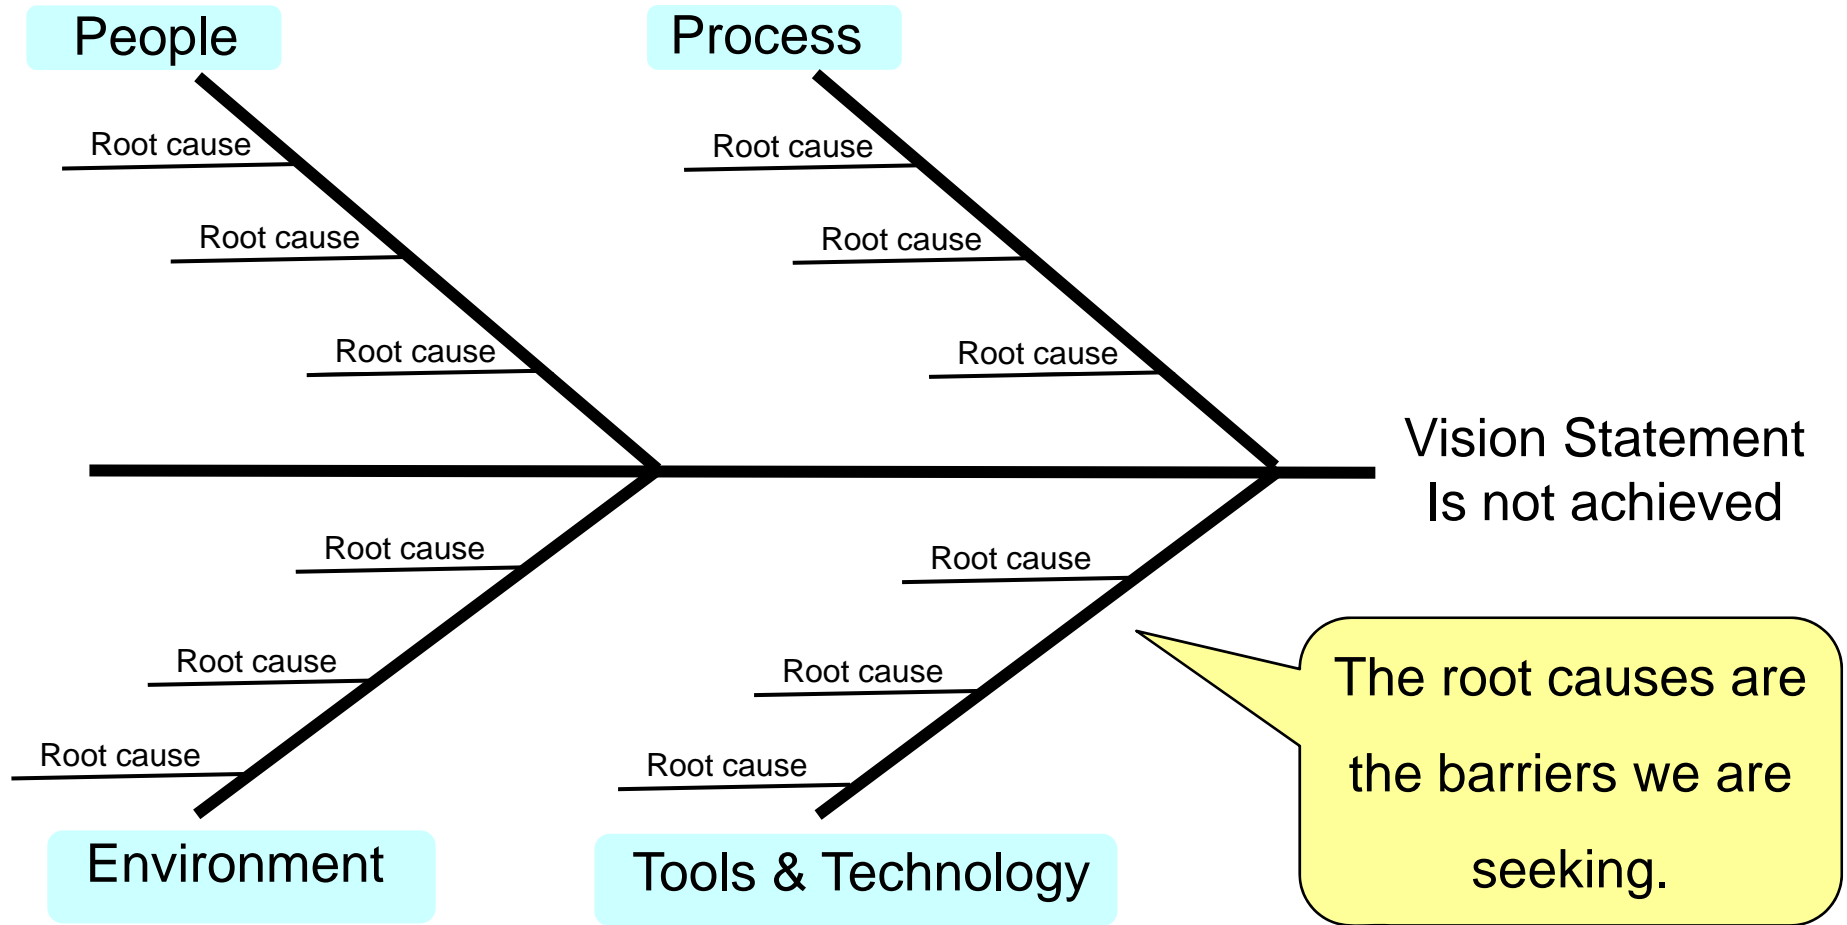 People
Process
Root cause
Root cause
Root cause
Root cause
Root cause
Root cause
Vision Statement
Is not achieved
Root cause
Root cause
Root cause
Root cause
Root cause
Root cause
The root causes are
the barriers we are
seeking.
Environment
Tools & Technology